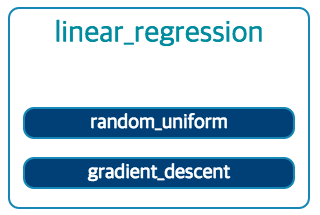 linear_regression
random_uniform
gradient_descent